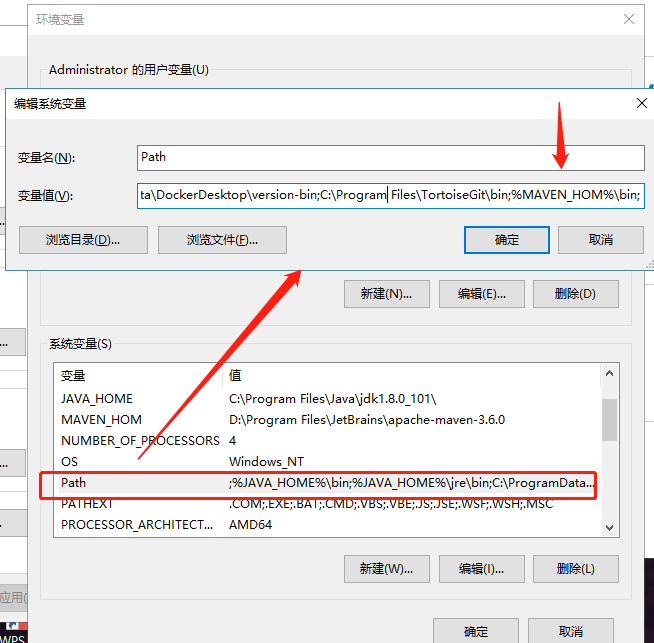 环境变量
Administrator 的用户变量(U)
编辑系统变量
变量名(N):
Path
变量值(V):
ta\DockerDesktop\version-bin;C:\Program Files\TortoiseGit\bin;%MAVEN_HOM%\bin;
浏览目录(D)...
浏览文件(F)...
确定
取消
新建(N)...
编辑(E)...
删除(D)
系统变量(S)
变量 值
JAVA_HOME C:\Program Files\Java\jdk1.8.0_101\
MAVEN_HOM D:\Program Files\JetBrains\apache-maven-3.6.0
NUMBER_OF_PROCESSORS 4
OS Windows_NT
Path ;%JAVA_HOME%\bin;%JAVA_HOME%\jre\bin;C:\ProgramData...
PATHEXT .COM;.EXE;.BAT;.CMD;.VBS;.VBE;.JS;.JSE;.WSF;.WSH;.MSC
PROCESSOR_ARCHITECT... AMD64
新建(W)...
编辑(I)...
删除(L)
应用(
WPS
确定
取消